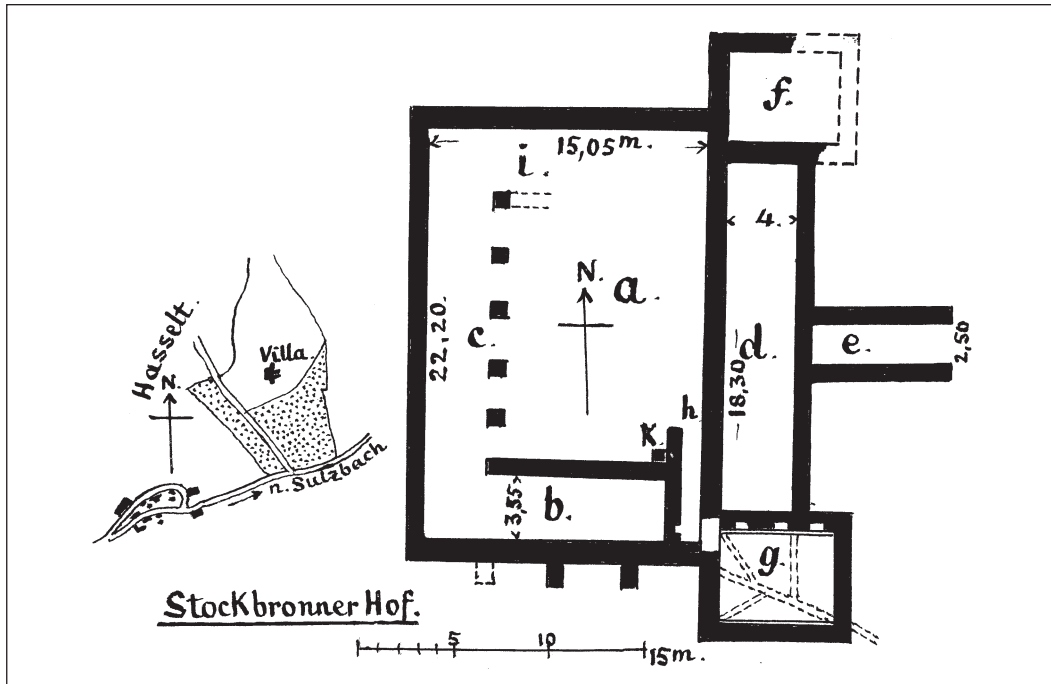 f.
15,05 m.
i.
4.
N.
a.
22,20.
c.
18,30
d.
e.
2,50
h.
K.
3,55
b.
g.
Hasselt.
N.
Villa.
n. Sulzbach
Stockbronner Hof.
5
10
15 m.